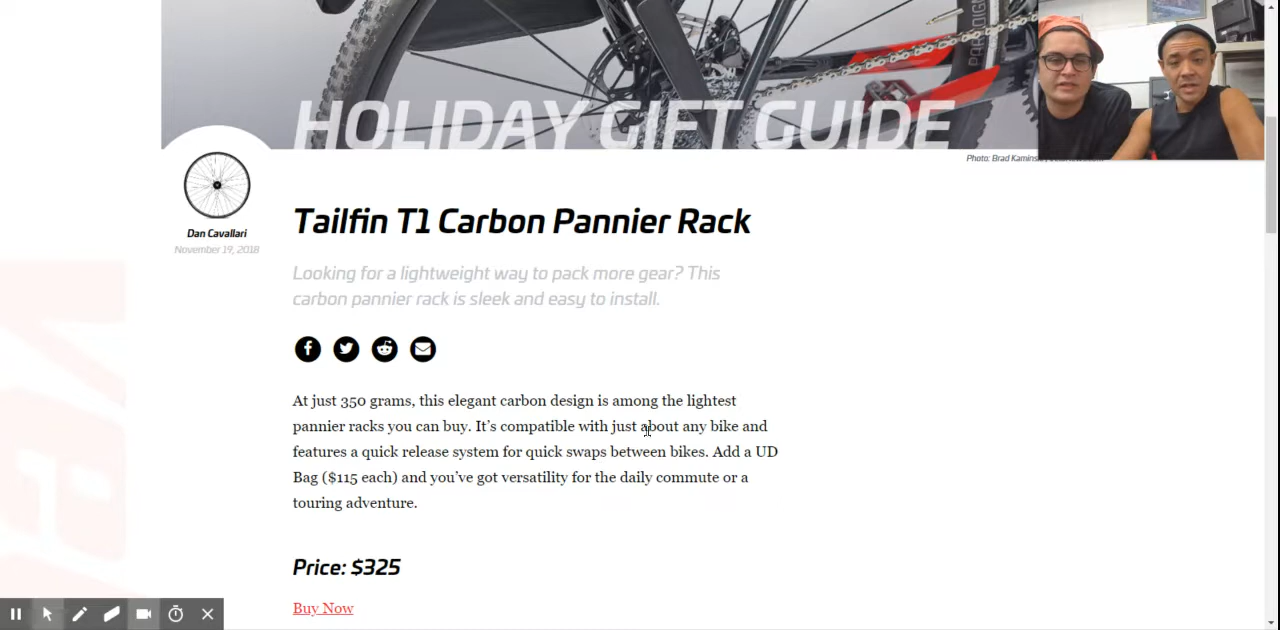 PARADIGM
HOLIDAY GIFT GUIDE
Photo: Brad Kaminski
Dan Cavallari
November 19, 2018
Tailfin T1 Carbon Pannier Rack
Looking for a lightweight way to pack more gear? This
carbon pannier rack is sleek and easy to install.
At just 350 grams, this elegant carbon design is among the lightest
pannier racks you can buy. It’s compatible with just about any bike and
features a quick release system for quick swaps between bikes. Add a UD
Bag ($115 each) and you’ve got versatility for the daily commute or a
touring adventure.
Price: $325
Buy Now